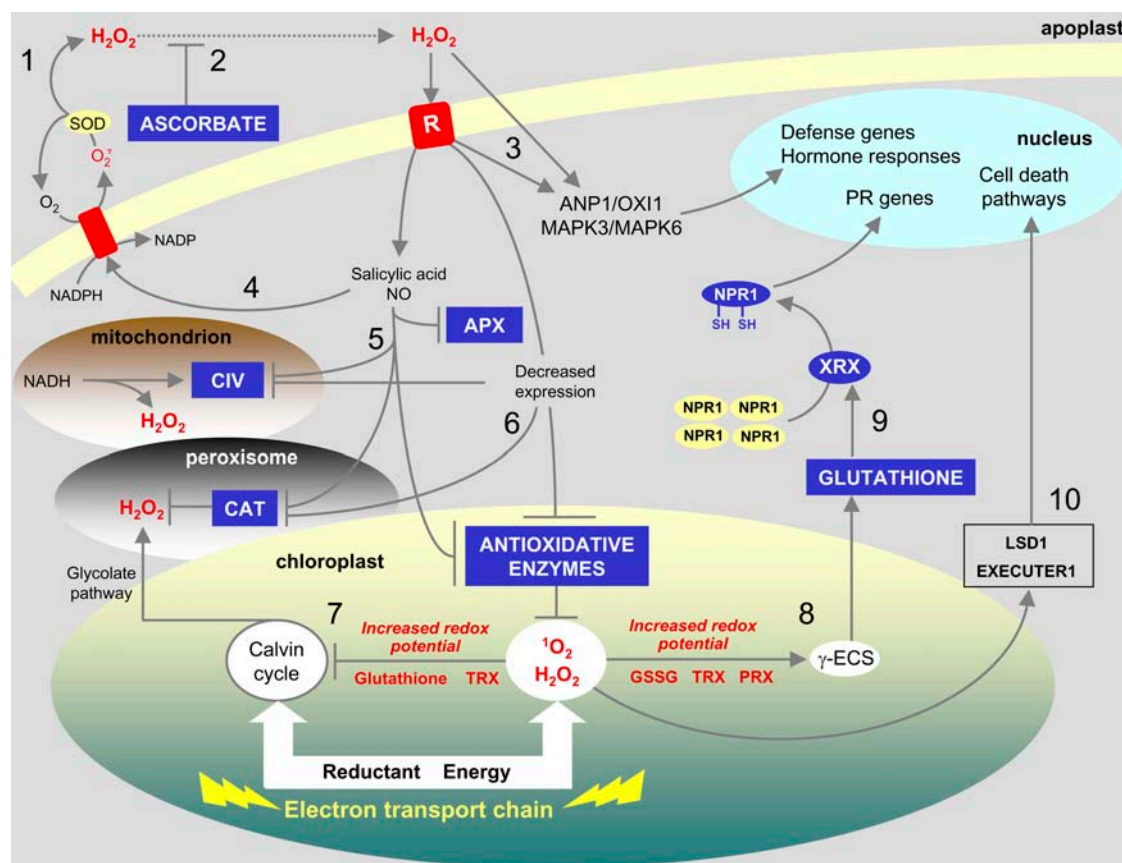 apoplast
1
H₂O₂
2
H₂O₂
SOD
ASCORBATE
R
3
O₂
O₂
NADP
NADPH
nucleus
Defense genes
Hormone responses
Cell death
pathways
PR genes
ANP1/OXI1
MAPK3/MAPK6
4
Salicylic acid
NO
5
APX
mitochondrion
NADH
CIV
H₂O₂
Decreased
expression
6
NPR1
SH SH
XRX
NPR1 NPR1
NPR1 NPR1
9
GLUTATHIONE
peroxisome
H₂O₂
CAT
Glycolate
pathway
chloroplast
ANTIOXIDATIVE
ENZYMES
10
LSD1
EXECUTER1
7
Calvin
cycle
Increased redox
potential
Glutathione TRX
¹O₂
H₂O₂
Increased redox
potential
GSSG TRX PRX
8
γ-ECS
Reductant Energy
Electron transport chain